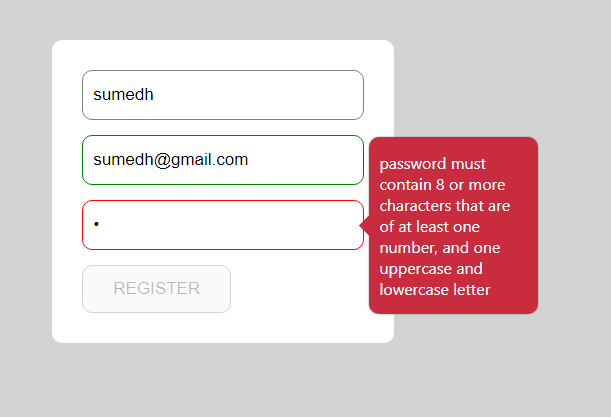 sumedh
sumedh@gmail.com
•
REGISTER
password must
contain 8 or more
characters that are
of at least one
number, and one
uppercase and
lowercase letter